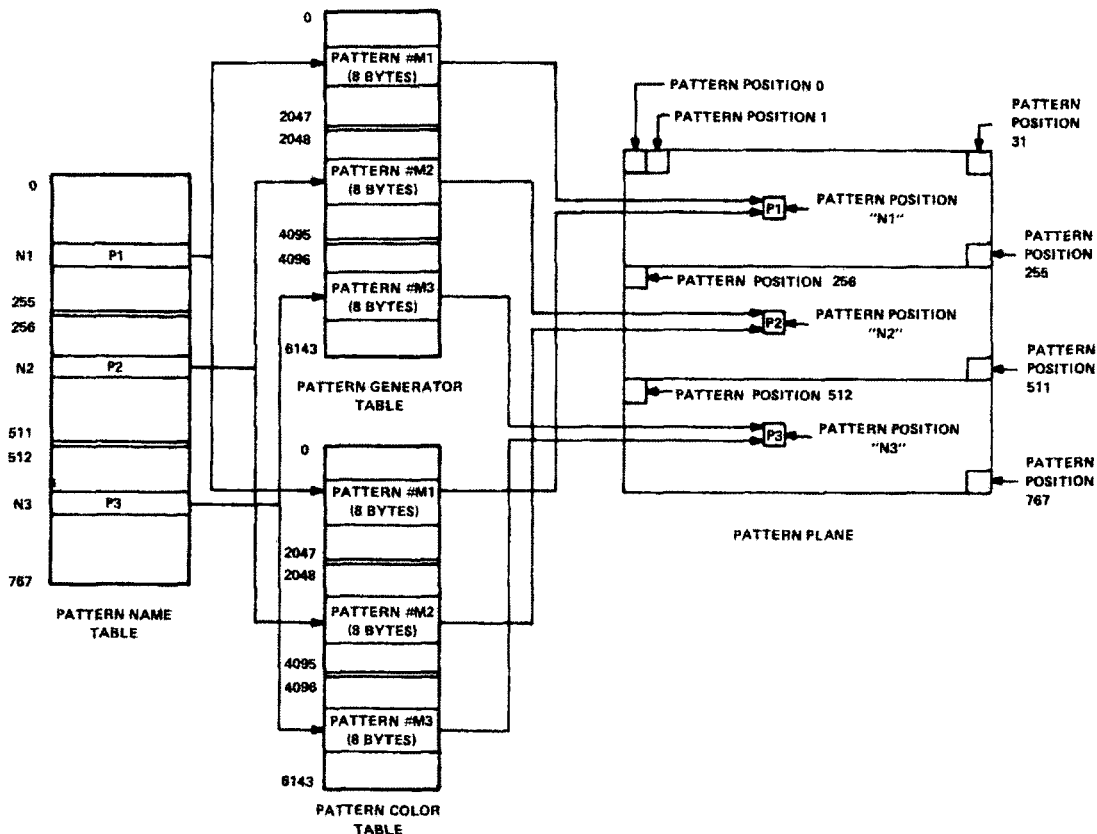 0
N1
255
256
N2
511
512
N3
767
P1
P2
P3
PATTERN NAME
TABLE
0
PATTERN #M1
(8 BYTES)
2047
2048
PATTERN #M2
(8 BYTES)
4095
4096
PATTERN #M3
(8 BYTES)
6143
PATTERN GENERATOR
TABLE
0
PATTERN #M1
(8 BYTES)
2047
2048
PATTERN #M2
(8 BYTES)
4095
4096
PATTERN #M3
(8 BYTES)
6143
PATTERN COLOR
TABLE
PATTERN POSITION 0
PATTERN POSITION 1
PATTERN
POSITION
31
P1
PATTERN POSITION
"N1"
PATTERN
POSITION
255
PATTERN POSITION 256
P2
PATTERN POSITION
"N2"
PATTERN
POSITION
511
PATTERN POSITION 512
P3
PATTERN POSITION
"N3"
PATTERN
POSITION
767
PATTERN PLANE